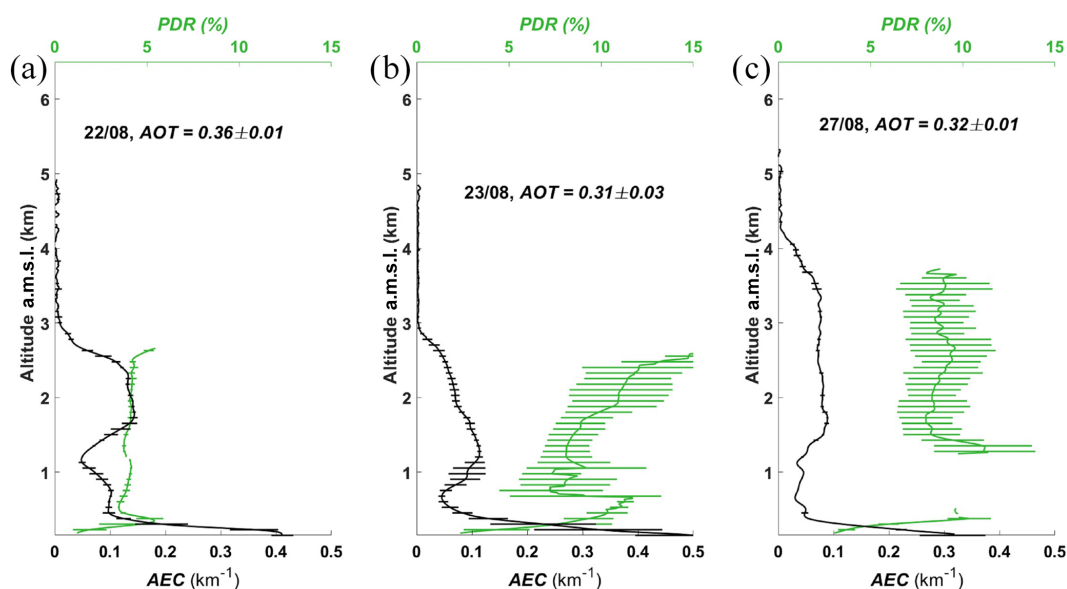 PDR (%)
0 5 10 15
(a)
6
5
4
3
2
1
22/08, AOT = 0.36±0.01
Altitude a.m.s.l. (km)
0 0.1 0.2 0.3 0.4 0.5
AEC (km⁻¹)
PDR (%)
0 5 10 15
(b)
6
5
4
3
2
1
23/08, AOT = 0.31±0.03
Altitude a.m.s.l. (km)
0 0.1 0.2 0.3 0.4 0.5
AEC (km⁻¹)
PDR (%)
0 5 10 15
(c)
6
5
4
3
2
1
27/08, AOT = 0.32±0.01
Altitude a.m.s.l. (km)
0 0.1 0.2 0.3 0.4 0.5
AEC (km⁻¹)